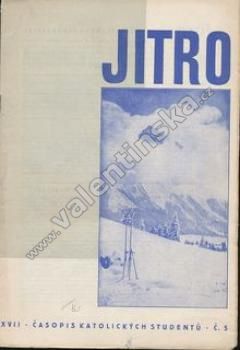 JITRO
www.valentinska.cz
XVII - ČASOPIS KATOLICKÝCH STUDENTŮ - Č. 5